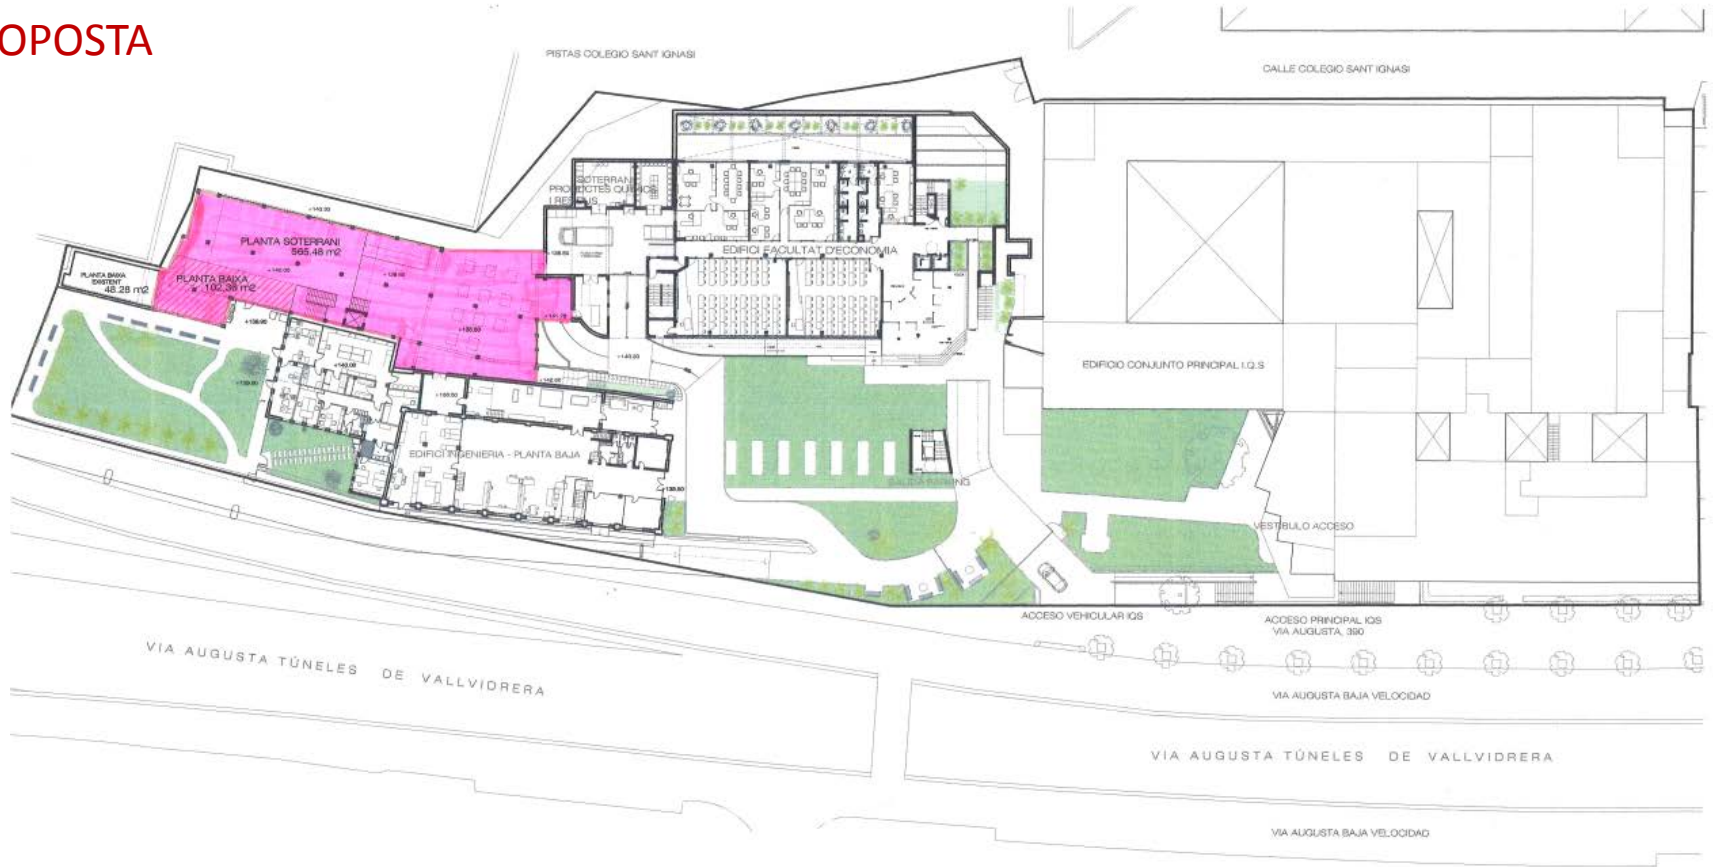 OPOSTA
PISTAS COLEGIO SANT IGNASI
CALLE COLEGIO SANT IGNASI
SOTERRANI
PRODUCTES QUÍMICS
I RESIDUS
PLANTA SOTERRANI
565,48 m2
EDIFICI FACULTAT D'ECONOMIA
PLANTA BAIXA
EXISTENT
48.28 m2
PLANTA BAIXA
102,38 m2
EDIFICIO CONJUNTO PRINCIPAL I.Q.S
EDIFICI INGENIERIA - PLANTA BAJA
SALIDA PARKING
VESTIBULO ACCESO
ACCESO VEHICULAR IQS
ACCESO PRINCIPAL IQS
VIA AUGUSTA, 390
VIA AUGUSTA TÚNELES DE VALLVIDRERA
VIA AUGUSTA BAJA VELOCIDAD
VIA AUGUSTA TÚNELES DE VALLVIDRERA
VIA AUGUSTA BAJA VELOCIDAD